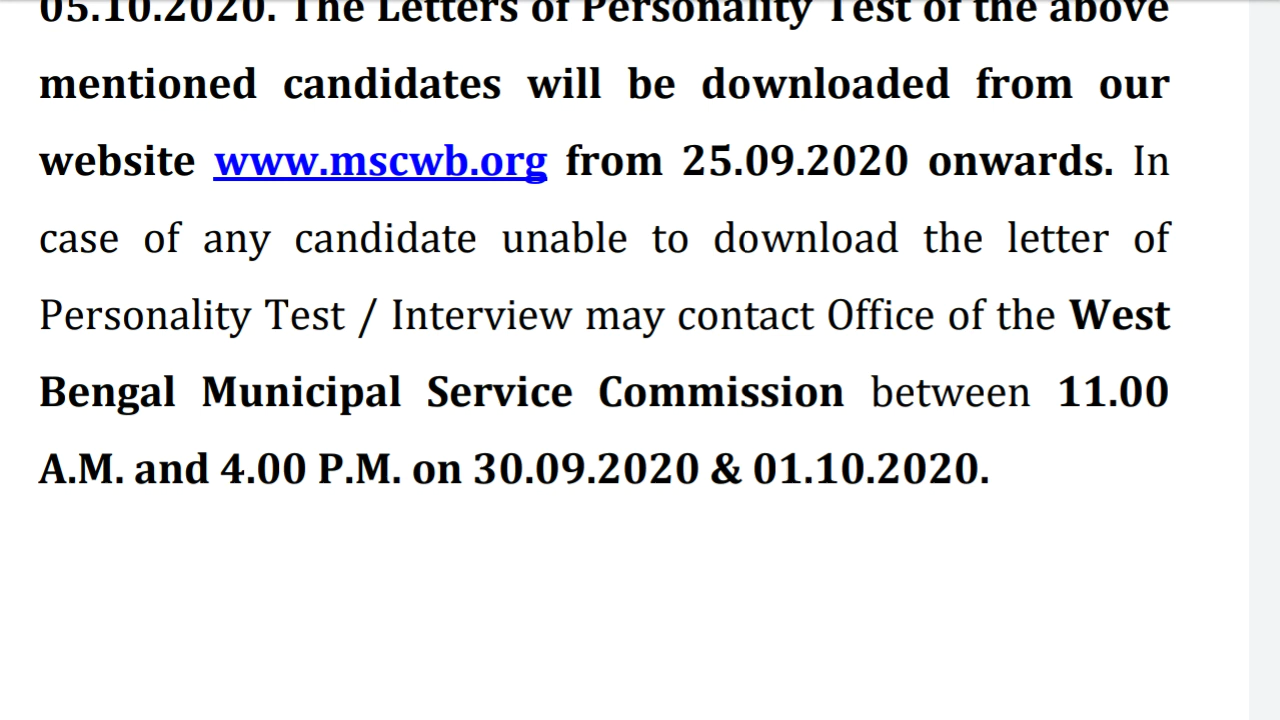 05.10.2020. The Letters of Personality Test of the above
mentioned candidates will be downloaded from our
website www.mscwb.org from 25.09.2020 onwards. In
case of any candidate unable to download the letter of
Personality Test / Interview may contact Office of the West
Bengal Municipal Service Commission between 11.00
A.M. and 4.00 P.M. on 30.09.2020 & 01.10.2020.